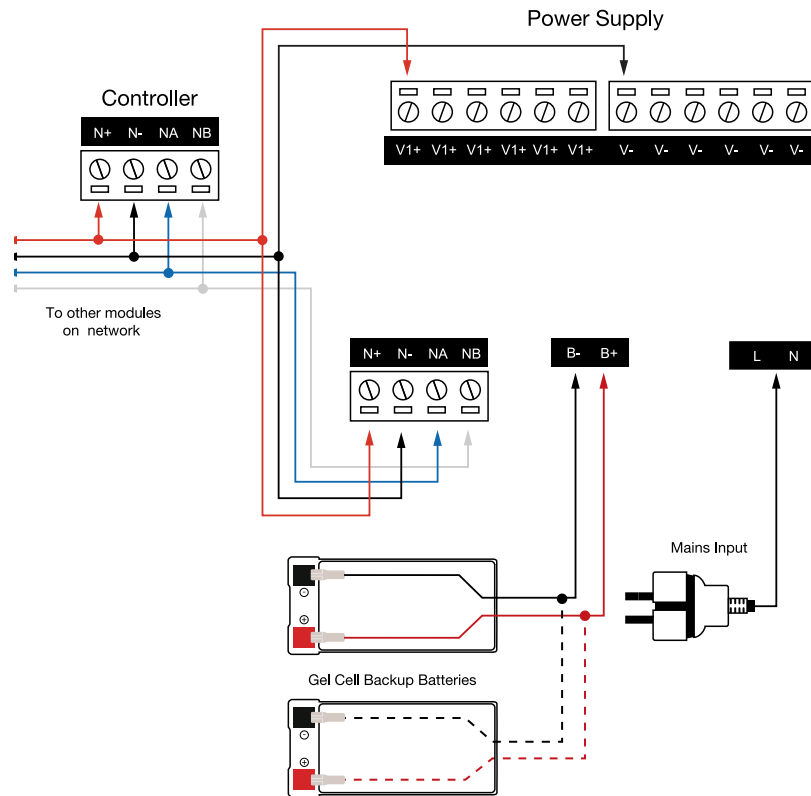 Power Supply
Controller
N+ N- NA NB
V1+ V1+ V1+ V1+ V1+ V1+ V- V- V- V- V- V-
To other modules
on network
N+ N- NA NB
B- B+
L N
Mains Input
Gel Cell Backup Batteries